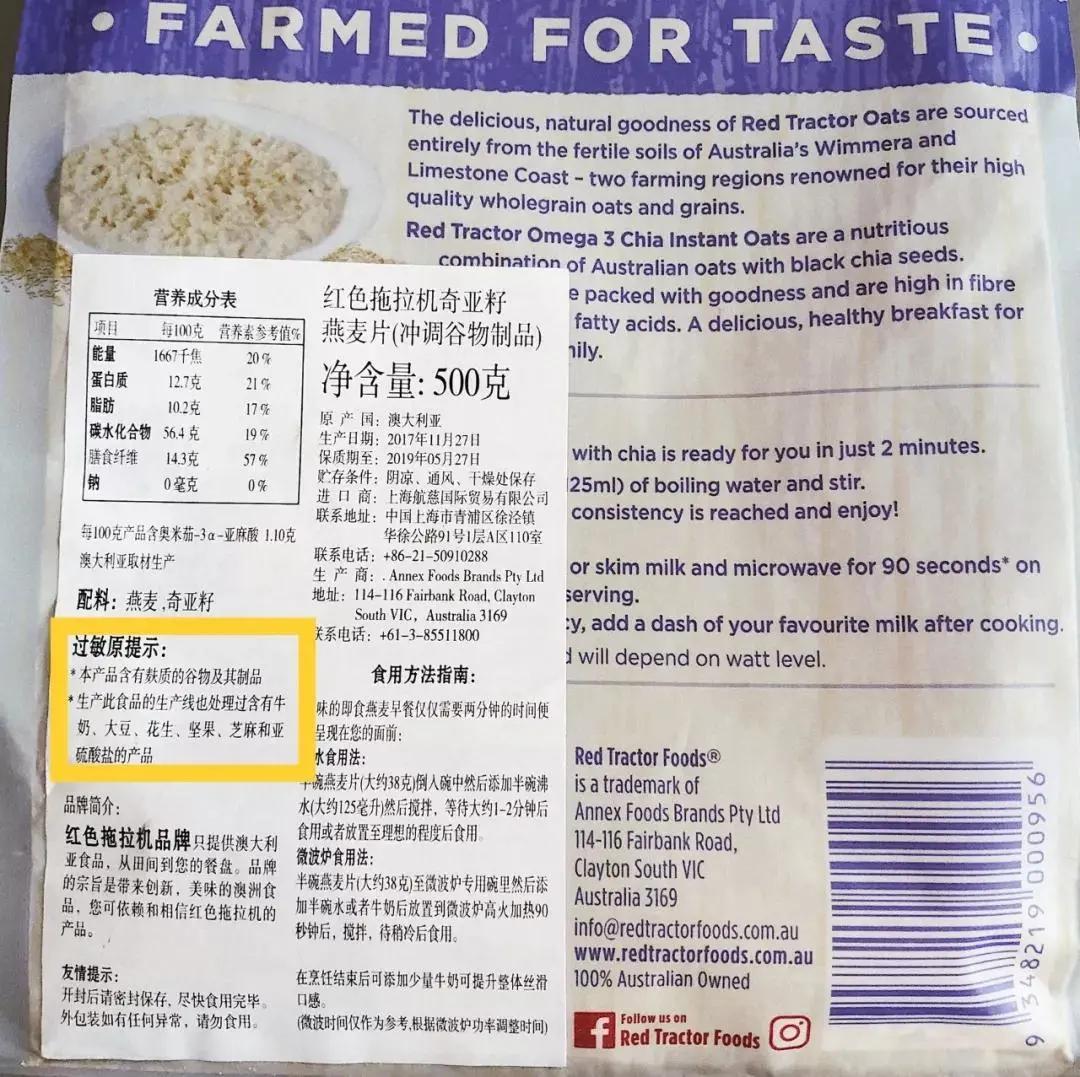 • FARMED FOR TASTE •
The delicious, natural goodness of Red Tractor Oats are sourced
entirely from the fertile soils of Australia's Wimmera and
Limestone Coast – two farming regions renowned for their high
quality wholegrain oats and grains.
Red Tractor Omega 3 Chia Instant Oats are a nutritious
combination of Australian oats with black chia seeds.
e packed with goodness and are high in fibre
fatty acids. A delicious, healthy breakfast for
ily.
with chia is ready for you in just 2 minutes.
25ml) of boiling water and stir.
consistency is reached and enjoy!
or skim milk and microwave for 90 seconds* on
serving.
cy, add a dash of your favourite milk after cooking.
d will depend on watt level.
营养成分表
项目 每100克 营养素参考值%
能量 1667千焦 20%
蛋白质 12.7克 21%
脂肪 10.2克 17%
碳水化合物 56.4克 19%
膳食纤维 14.3克 57%
钠 0毫克 0%
每100克产品含奥米茄-3α-亚麻酸 1.10克
澳大利亚取材生产
配料: 燕麦,奇亚籽
过敏原提示:
*本产品含有麸质的谷物及其制品
*生产此食品的生产线也处理过含有牛
奶、大豆、花生、坚果、芝麻和亚
硫酸盐的产品
品牌简介:
红色拖拉机品牌只提供澳大利
亚食品，从田间到您的餐盘。品牌
的宗旨是带来创新，美味的澳洲食
品，您可依赖和相信红色拖拉机的
产品。
友情提示:
开封后请密封保存, 尽快食用完毕。
外包装如有任何异常，请勿食用。
红色拖拉机奇亚籽
燕麦片(冲调谷物制品)
净含量: 500克
原产国: 澳大利亚
生产日期: 2017年11月27日
保质期至: 2019年05月27日
贮存条件: 阴凉、通风、干燥处保存
进口商: 上海航慈国际贸易有限公司
联系地址: 中国上海市青浦区徐泾镇
华徐公路91号1层A区110室
联系电话: +86-21-50910288
生产商: . Annex Foods Brands Pty Ltd
地址: 114-116 Fairbank Road, Clayton
South VIC, Australia 3169
联系电话: +61-3-85511800
食用方法指南:
味的即食燕麦早餐仅仅需要两分钟的时间便
呈现在您的面前:
水食用法:
半碗燕麦片(大约38克)倒入碗中然后添加半碗沸
水(大约125毫升)然后搅拌，等待大约1-2分钟后
食用或者放置至理想的程度后食用。
微波炉食用法:
半碗燕麦片(大约38克)至微波炉专用碗里然后添
加半碗水或者牛奶后放置到微波炉高火加热90
秒钟后，搅拌，待稍冷后食用。
在烹饪结束后可添加少量牛奶可提升整体丝滑
口感。
(微波时间仅作为参考,根据微波炉功率调整时间)
Red Tractor Foods®
is a trademark of
Annex Foods Brands Pty Ltd
114-116 Fairbank Road,
Clayton South VIC
Australia 3169
info@redtractorfoods.com.au
www.redtractorfoods.com.au
100% Australian Owned
Follow us on
Red Tractor Foods
9 348219 000956